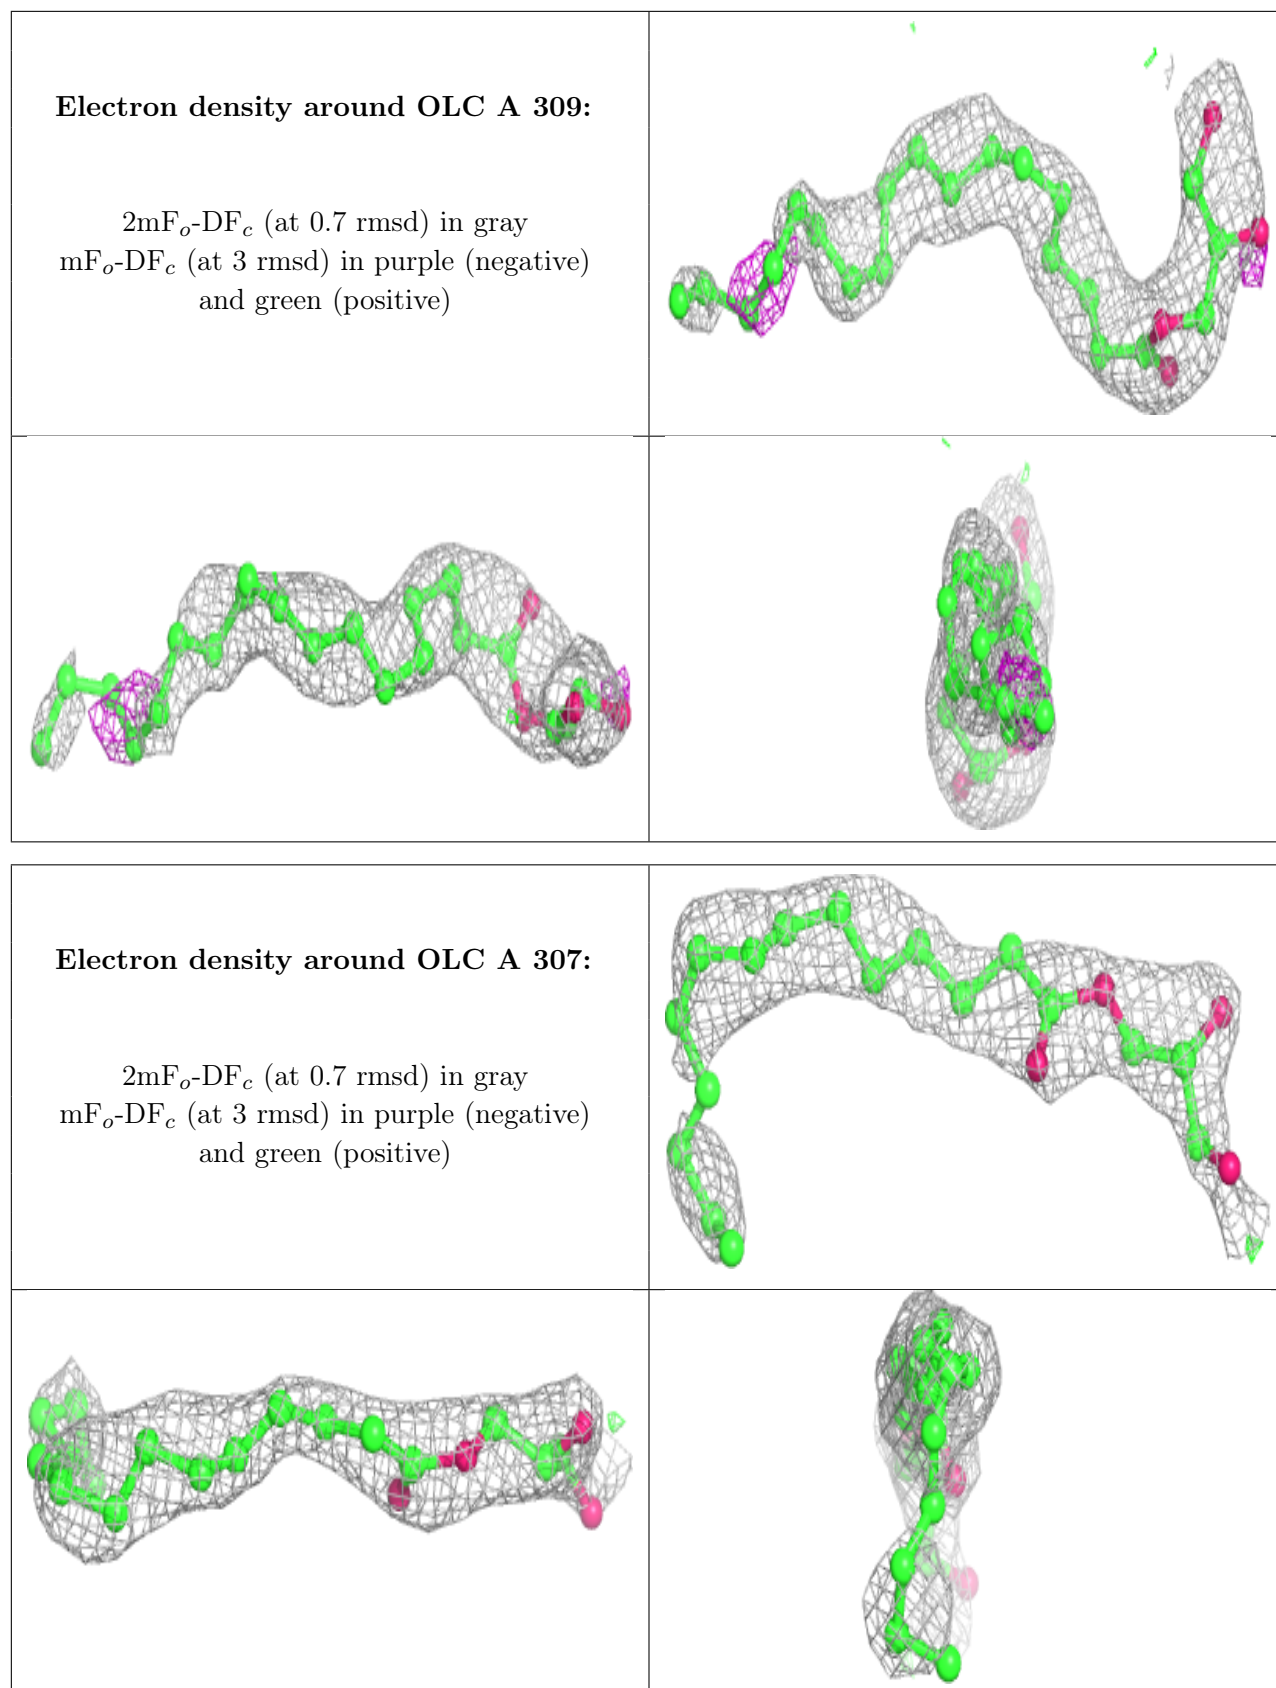 Electron density around OLC A 309:
2mFₒ-DF𝑐 (at 0.7 rmsd) in gray
mFₒ-DF𝑐 (at 3 rmsd) in purple (negative)
and green (positive)
Electron density around OLC A 307:
2mFₒ-DF𝑐 (at 0.7 rmsd) in gray
mFₒ-DF𝑐 (at 3 rmsd) in purple (negative)
and green (positive)